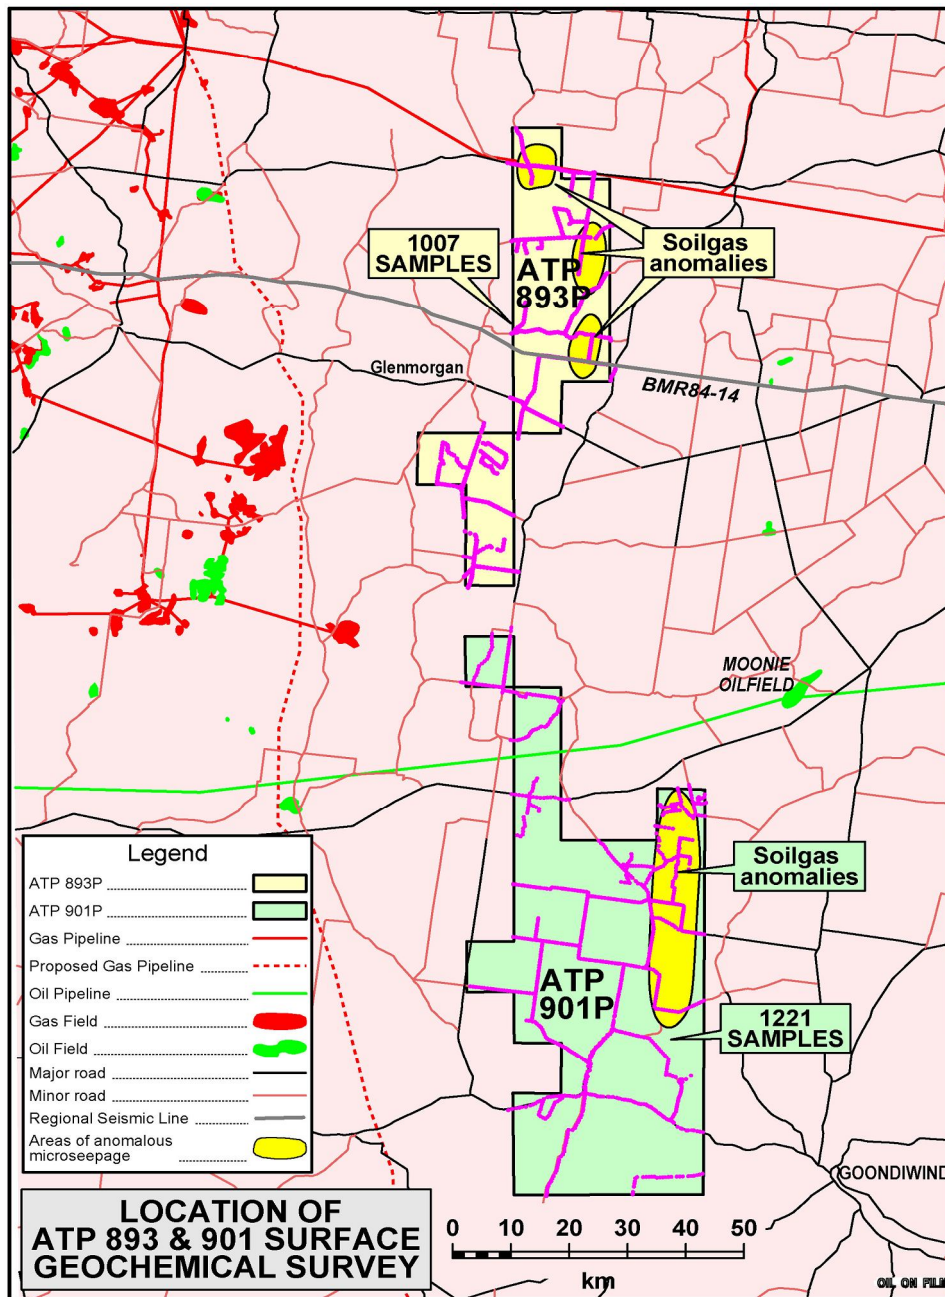 1007
SAMPLES
Soilgas
anomalies
ATP
893P
Glenmorgan
BMR84-14
MOONIE
OILFIELD
Legend
ATP 893P
ATP 901P
Gas Pipeline
Proposed Gas Pipeline
Oil Pipeline
Gas Field
Oil Field
Major road
Minor road
Regional Seismic Line
Areas of anomalous
microseepage
Soilgas
anomalies
ATP
901P
1221
SAMPLES
GOONDIWIND
LOCATION OF
ATP 893 & 901 SURFACE
GEOCHEMICAL SURVEY
0 10 20 30 40 50
km
OIL ON FILM